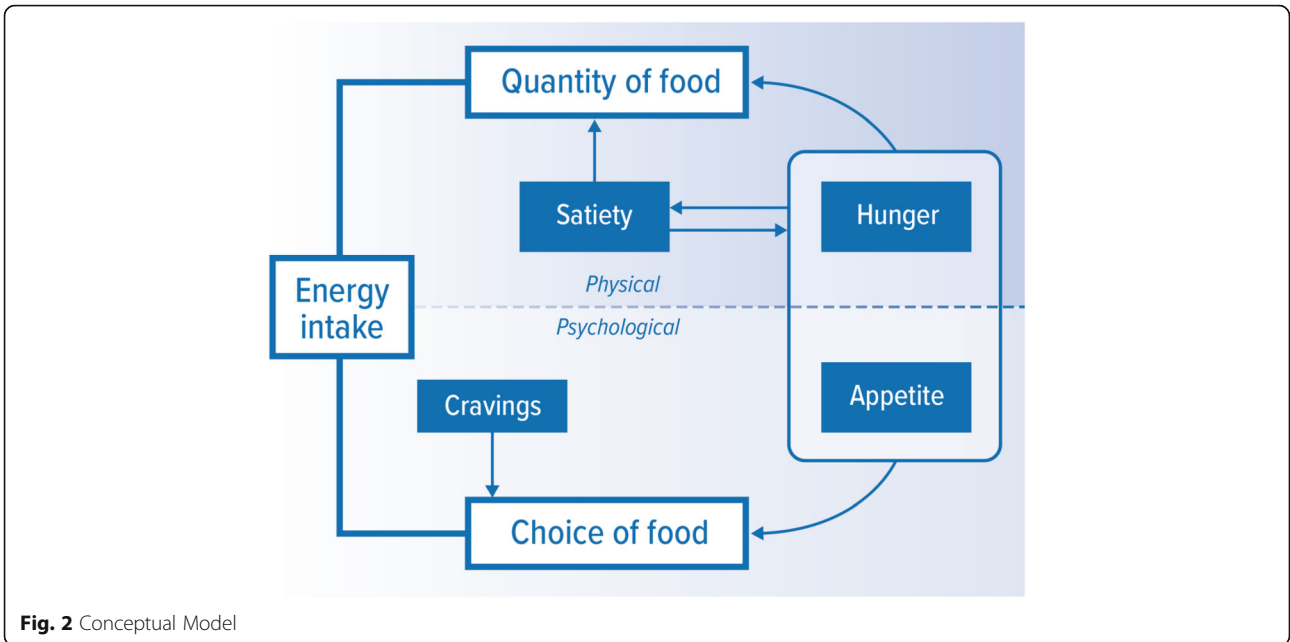 Quantity of food
Satiety
Hunger
Physical
Energy
intake
Psychological
Appetite
Cravings
Choice of food
Fig. 2 Conceptual Model